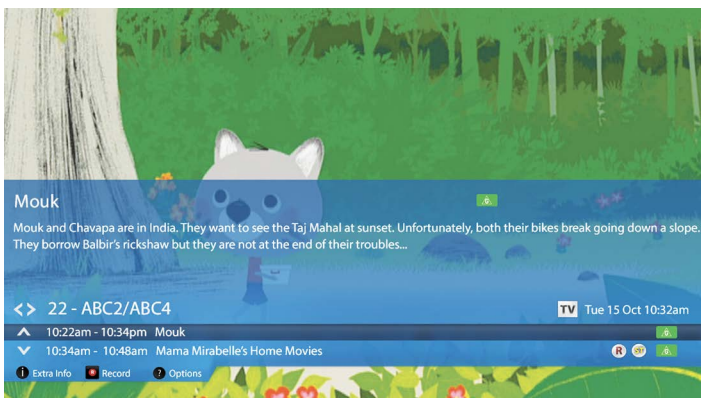 Mouk
G
Mouk and Chavapa are in India. They want to see the Taj Mahal at sunset. Unfortunately, both their bikes break going down a slope.
They borrow Balbir's rickshaw but they are not at the end of their troubles...
22 - ABC2/ABC4
TV Tue 15 Oct 10:32am
10:22am - 10:34pm Mouk
G
10:34am - 10:48am Mama Mirabelle's Home Movies
R
G
i Extra Info Record ? Options